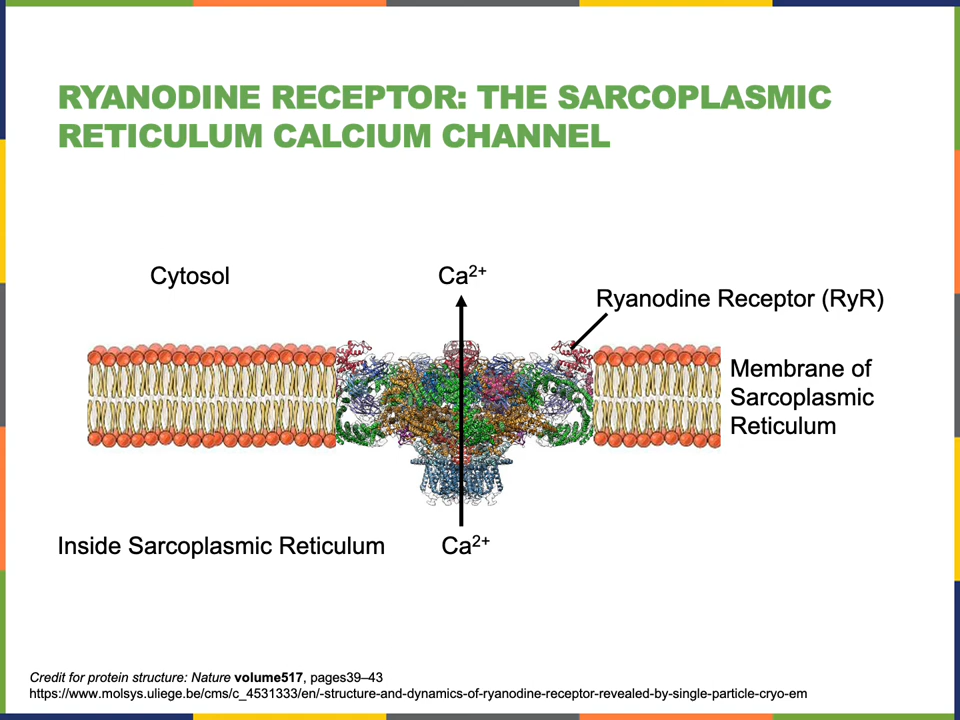 RYANODINE RECEPTOR: THE SARCOPLASMIC
RETICULUM CALCIUM CHANNEL
Cytosol
Ca²⁺
Ryanodine Receptor (RyR)
Membrane of
Sarcoplasmic
Reticulum
Inside Sarcoplasmic Reticulum
Ca²⁺
Credit for protein structure: Nature volume517, pages39–43
https://www.molsys.uliege.be/cms/c_4531333/en/-structure-and-dynamics-of-ryanodine-receptor-revealed-by-single-particle-cryo-em